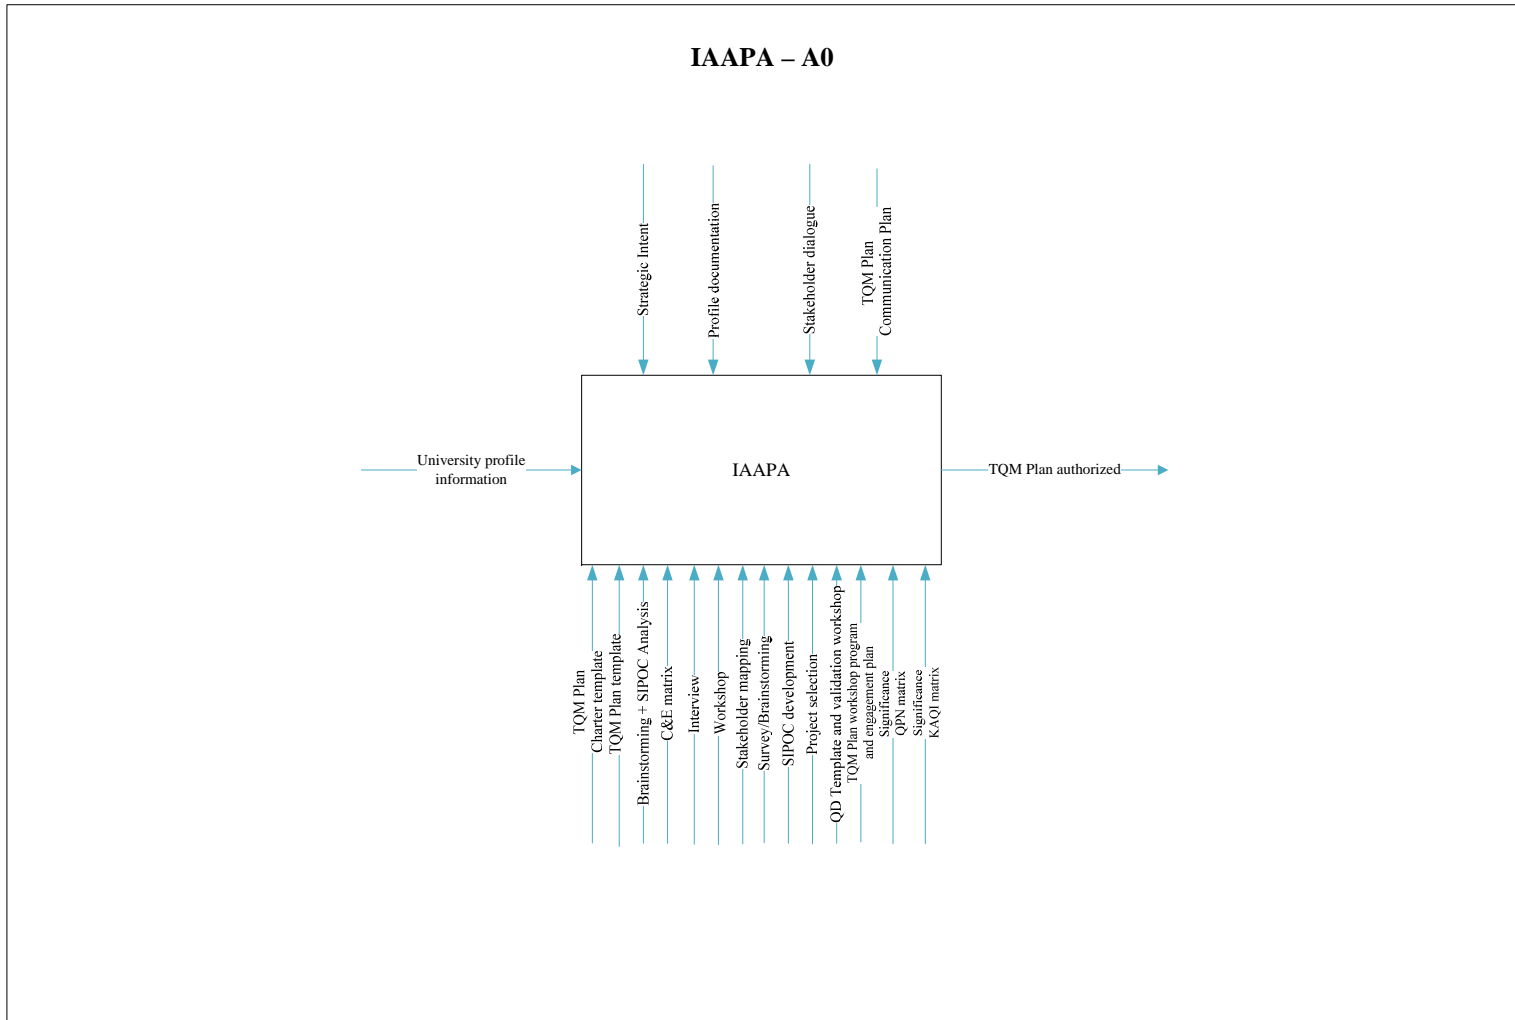 IAAPA – A0
Strategic Intent
Profile documentation
Stakeholder dialogue
TQM Plan
Communication Plan
University profile
information
IAAPA
TQM Plan authorized
TQM Plan
Charter template
TQM Plan template
Brainstorming + SIPOC Analysis
C&E matrix
Interview
Workshop
Stakeholder mapping
Survey/Brainstorming
SIPOC development
Project selection
QD Template and validation workshop
TQM Plan workshop program
and engagement plan
Significance
QPN matrix
Significance
KAQI matrix